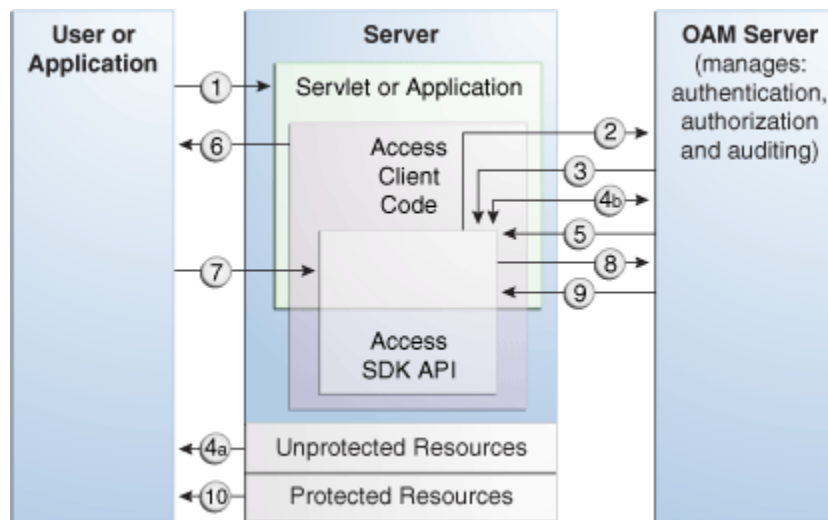 User or
Application
Server
OAM Server
(manages:
authentication,
authorization
and auditing)
1
Servlet or Application
2
6
Access
Client
Code
3
4b
5
7
8
9
Access
SDK API
4a
Unprotected Resources
10
Protected Resources